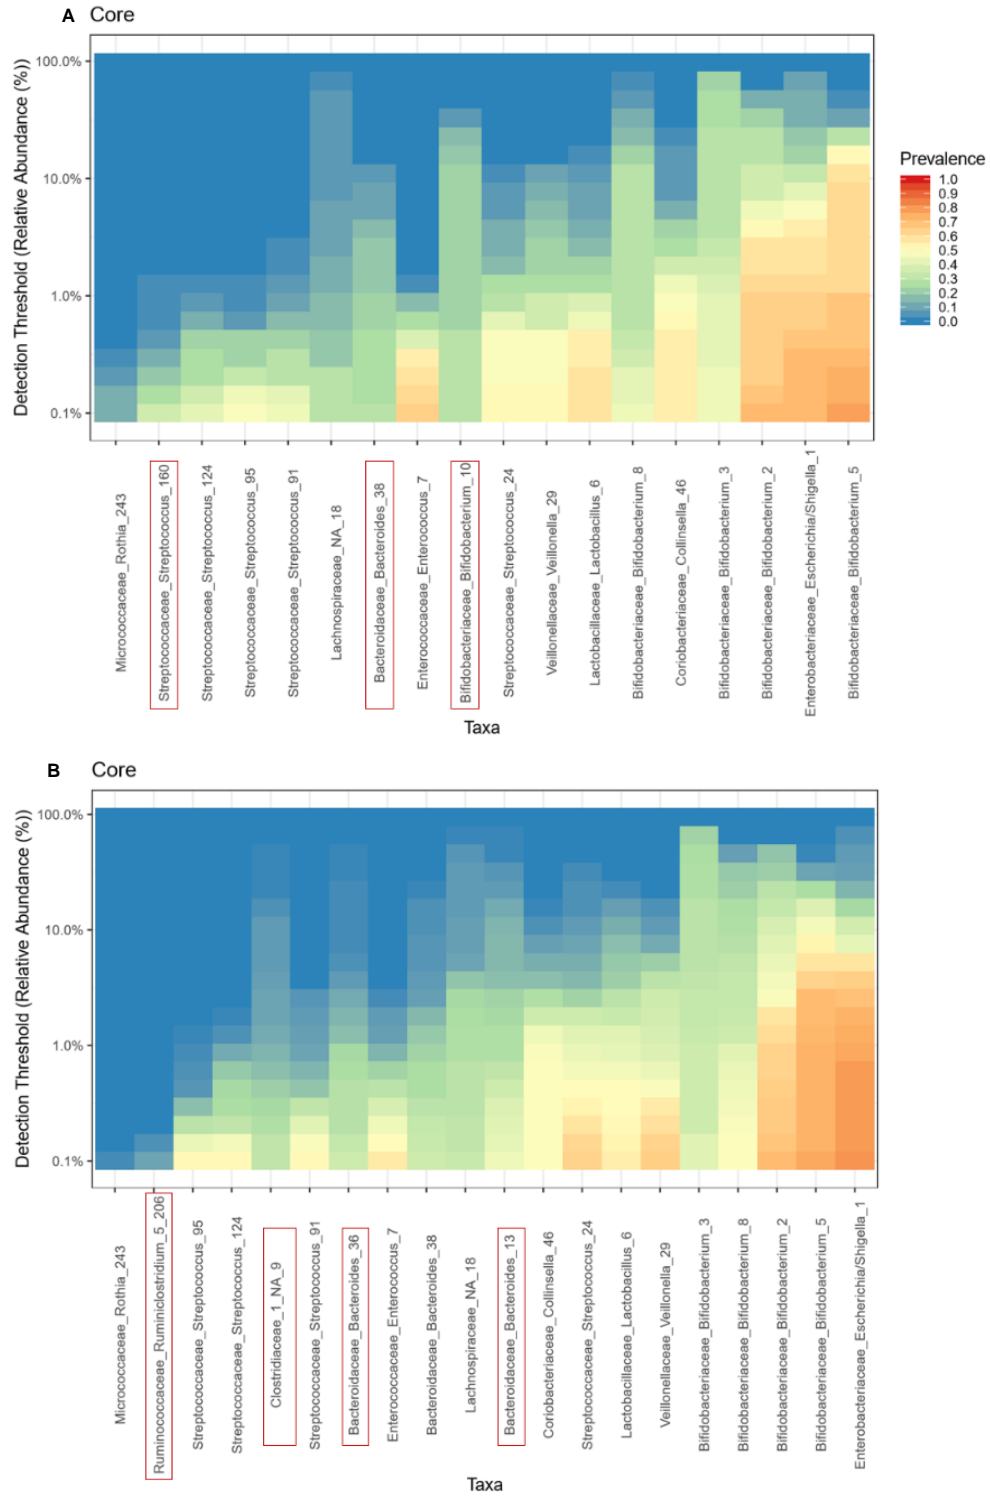 A Core
Detection Threshold (Relative Abundance (%))
100.0%
10.0%
1.0%
0.1%
Prevalence
1.0
0.9
0.8
0.7
0.6
0.5
0.4
0.3
0.2
0.1
0.0
Micrococcaceae_Rothia_243
Streptococcaceae_Streptococcus_160
Streptococcaceae_Streptococcus_124
Streptococcaceae_Streptococcus_95
Streptococcaceae_Streptococcus_91
Lachnospiraceae_NA_18
Bacteroidaceae_Bacteroides_38
Enterococcaceae_Enterococcus_7
Bifidobacteriaceae_Bifidobacterium_10
Streptococcaceae_Streptococcus_24
Veillonellaceae_Veillonella_29
Lactobacillaceae_Lactobacillus_6
Bifidobacteriaceae_Bifidobacterium_8
Coriobacteriaceae_Collinsella_46
Bifidobacteriaceae_Bifidobacterium_3
Bifidobacteriaceae_Bifidobacterium_2
Enterobacteriaceae_Escherichia/Shigella_1
Bifidobacteriaceae_Bifidobacterium_5
Taxa
B Core
Detection Threshold (Relative Abundance (%))
100.0%
10.0%
1.0%
0.1%
Micrococcaceae_Rothia_243
Ruminococcaceae_Ruminiclostridium_5_206
Streptococcaceae_Streptococcus_95
Streptococcaceae_Streptococcus_124
Clostridiaceae_1_NA_9
Streptococcaceae_Streptococcus_91
Bacteroidaceae_Bacteroides_36
Enterococcaceae_Enterococcus_7
Bacteroidaceae_Bacteroides_38
Lachnospiraceae_NA_18
Bacteroidaceae_Bacteroides_13
Coriobacteriaceae_Collinsella_46
Streptococcaceae_Streptococcus_24
Lactobacillaceae_Lactobacillus_6
Veillonellaceae_Veillonella_29
Bifidobacteriaceae_Bifidobacterium_3
Bifidobacteriaceae_Bifidobacterium_8
Bifidobacteriaceae_Bifidobacterium_2
Bifidobacteriaceae_Bifidobacterium_5
Enterobacteriaceae_Escherichia/Shigella_1
Taxa